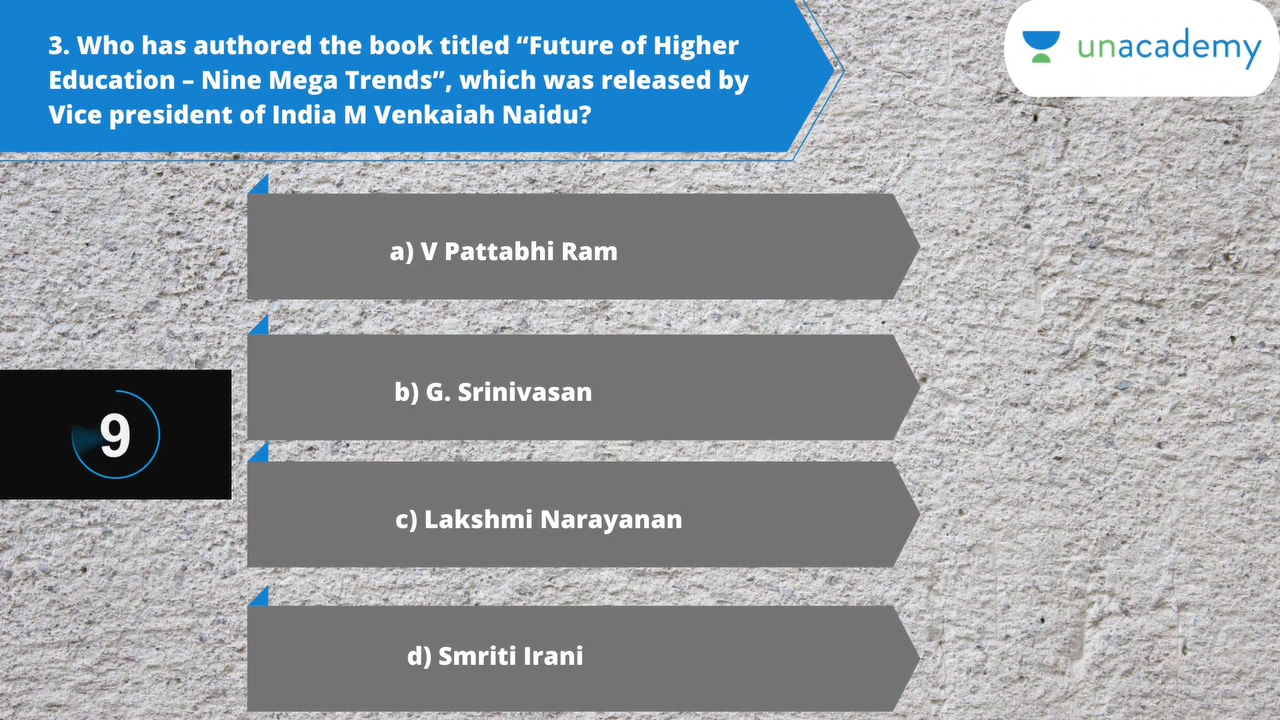 3. Who has authored the book titled “Future of Higher
Education – Nine Mega Trends”, which was released by
Vice president of India M Venkaiah Naidu?
unacademy
a) V Pattabhi Ram
b) G. Srinivasan
9
c) Lakshmi Narayanan
d) Smriti Irani